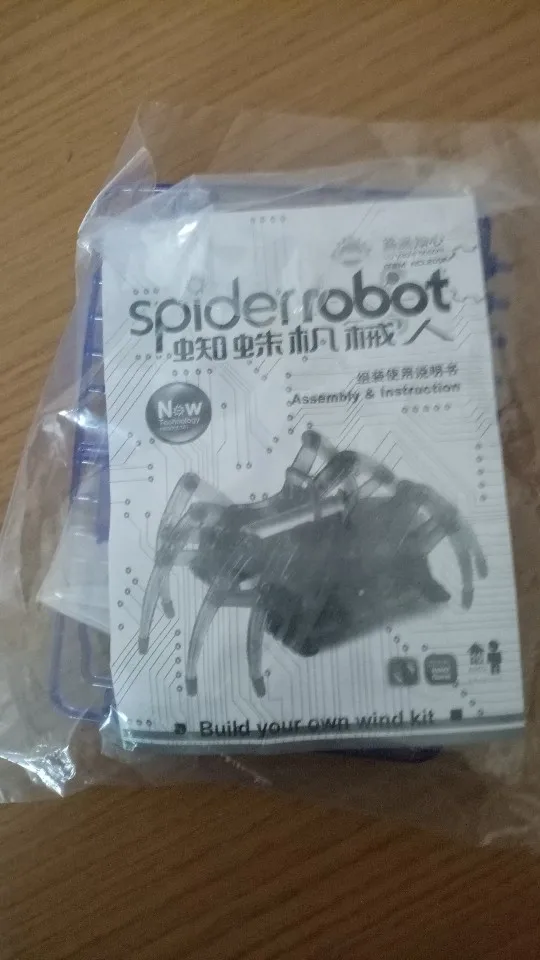 spiderrobot
蜘蛛机械人
组装使用说明书
Assembly & Instruction
New
Technology
Build your own wind kit